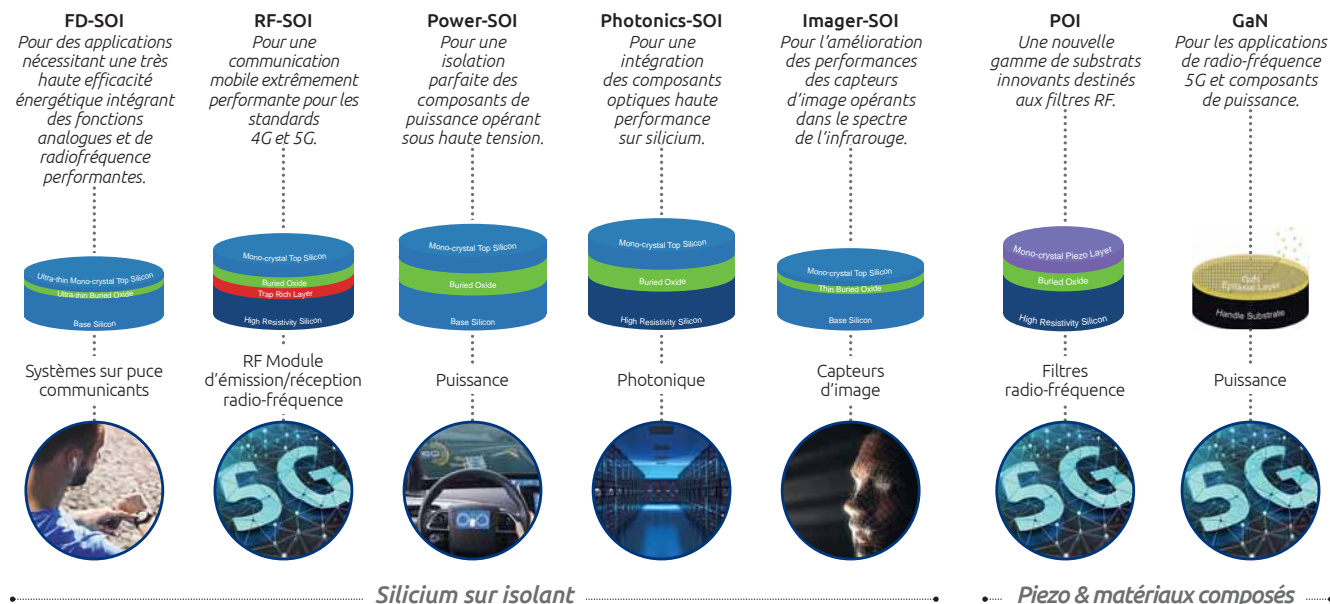 FD-SOI
Pour des applications
nécessitant une très
haute efficacité
énergétique intégrant
des fonctions
analogues et de
radiofréquence
performantes.
Ultra-thin Mono-crystal Top Silicon
Ultra-thin Buried Oxide
Base Silicon
Systèmes sur puce
communicants
RF-SOI
Pour une
communication
mobile extrêmement
performante pour les
standards
4G et 5G.
Mono-crystal Top Silicon
Buried Oxide
Trap Rich Layer
High Resistivity Silicon
RF Module
d’émission/réception
radio-fréquence
5G
Power-SOI
Pour une
isolation
parfaite des
composants de
puissance opérant
sous haute tension.
Mono-crystal Top Silicon
Buried Oxide
Base Silicon
Puissance
Photonics-SOI
Pour une
intégration
des composants
optiques haute
performance
sur silicium.
Mono-crystal Top Silicon
Buried Oxide
High Resistivity Silicon
Photonique
Imager-SOI
Pour l’amélioration
des performances
des capteurs
d’image opérants
dans le spectre
de l’infrarouge.
Mono-crystal Top Silicon
Thin Buried Oxide
Base Silicon
Capteurs
d’image
POI
Une nouvelle
gamme de substrats
innovants destinés
aux filtres RF.
Mono-crystal Piezo Layer
Buried Oxide
High Resistivity Silicon
Filtres
radio-fréquence
5G
GaN
Pour les applications
de radio-fréquence
5G et composants
de puissance.
GaN
Epitaxial Layer
Handle Substrate
Puissance
5G
Silicium sur isolant
Piezo & matériaux composés